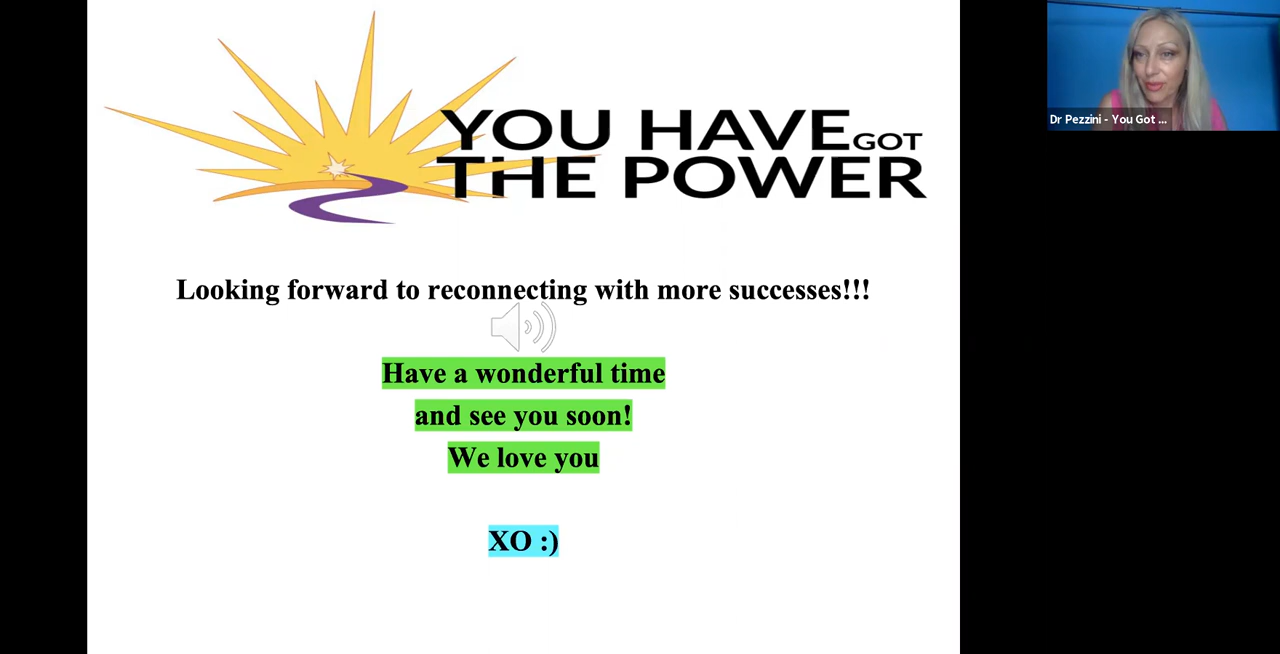 YOU HAVE GOT
THE POWER
Dr Pezzini - You Got ...
Looking forward to reconnecting with more successes!!!
Have a wonderful time
and see you soon!
We love you
XO :)